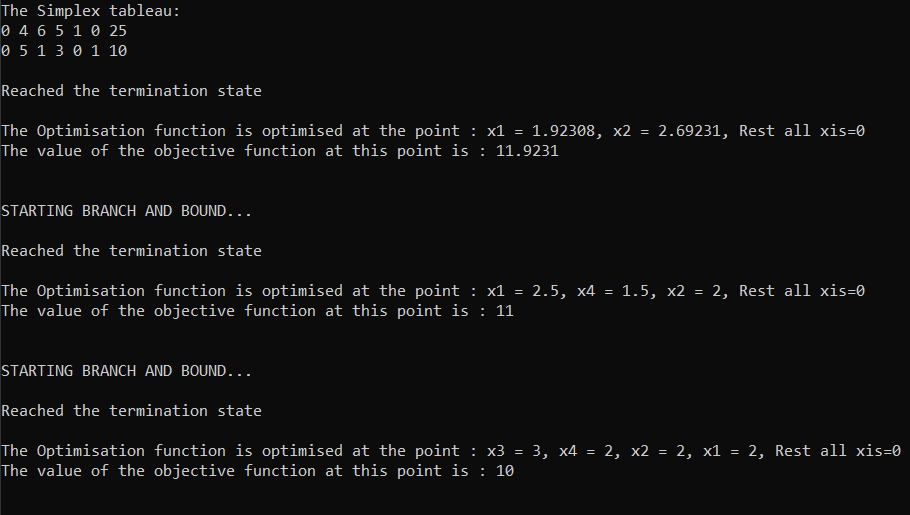 The Simplex tableau:
0 4 6 5 1 0 25
0 5 1 3 0 1 10
Reached the termination state
The Optimisation function is optimised at the point : x1 = 1.92308, x2 = 2.69231, Rest all xis=0
The value of the objective function at this point is : 11.9231
STARTING BRANCH AND BOUND...
Reached the termination state
The Optimisation function is optimised at the point : x1 = 2.5, x4 = 1.5, x2 = 2, Rest all xis=0
The value of the objective function at this point is : 11
STARTING BRANCH AND BOUND...
Reached the termination state
The Optimisation function is optimised at the point : x3 = 3, x4 = 2, x2 = 2, x1 = 2, Rest all xis=0
The value of the objective function at this point is : 10